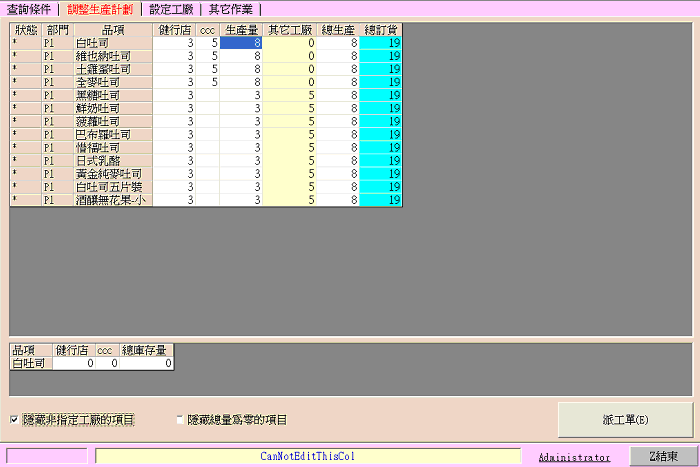 查詢條件 | 調整生產計劃 | 設定工廠 | 其它作業 |
狀態 部門 品項 健行店 ccc 生產量 其它工廠 總生產 總訂貨
* P1 白吐司 3 5 8 0 8 19
* P1 維也納吐司 3 5 8 0 8 19
* P1 土雞蛋吐司 3 5 8 0 8 19
* P1 全麥吐司 3 5 8 0 8 19
* P1 黑糖吐司 3 3 5 8 19
* P1 鮮奶吐司 3 3 5 8 19
* P1 菠蘿吐司 3 3 5 8 19
* P1 巴布羅吐司 3 3 5 8 19
* P1 惜福吐司 3 3 5 8 19
* P1 日式乳酪 3 3 5 8 19
* P1 黃金純麥吐司 3 3 5 8 19
* P1 白吐司五片裝 3 3 5 8 19
* P1 酒釀無花果-小 3 3 5 8 19
品項 健行店 ccc 總庫存量
白吐司 0 0 0
隱藏非指定工廠的項目 隱藏總量為零的項目 派工單(E)
CanNotEditThisCol Administrator Z結束